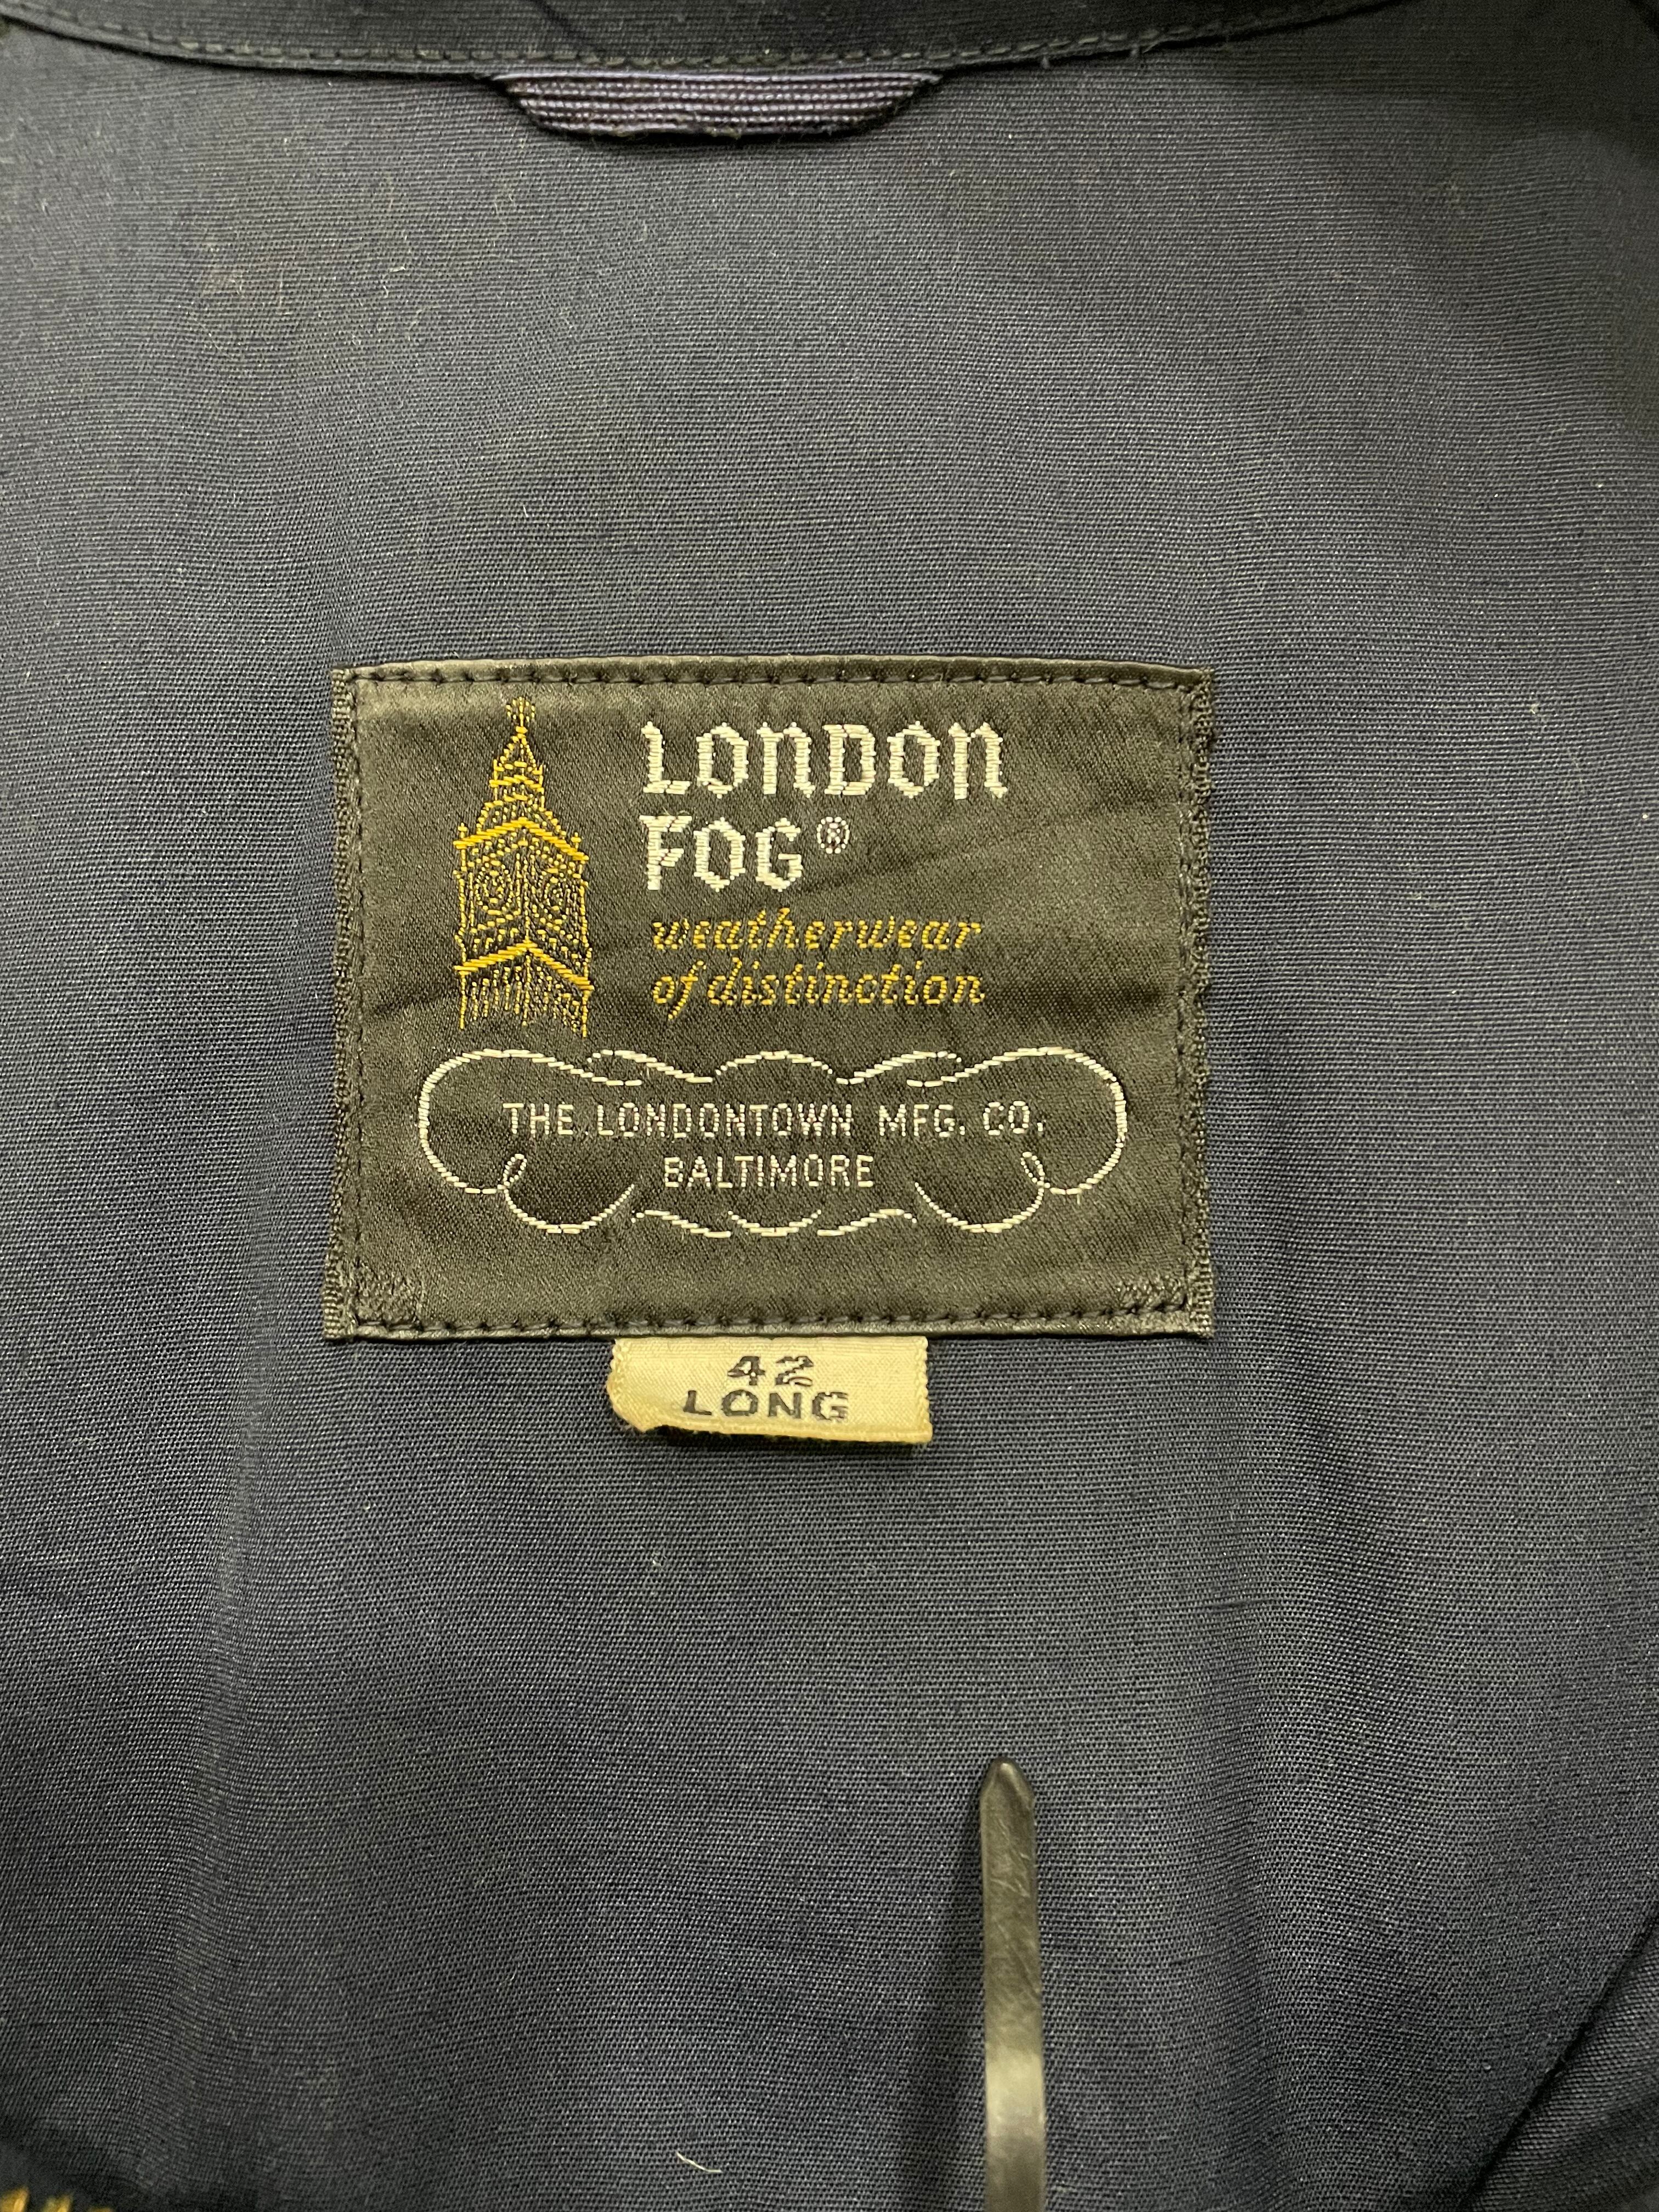 LONDON
FOG®
weatherwear
of distinction
THE LONDONTOWN MFG. CO.
BALTIMORE
42
LONG